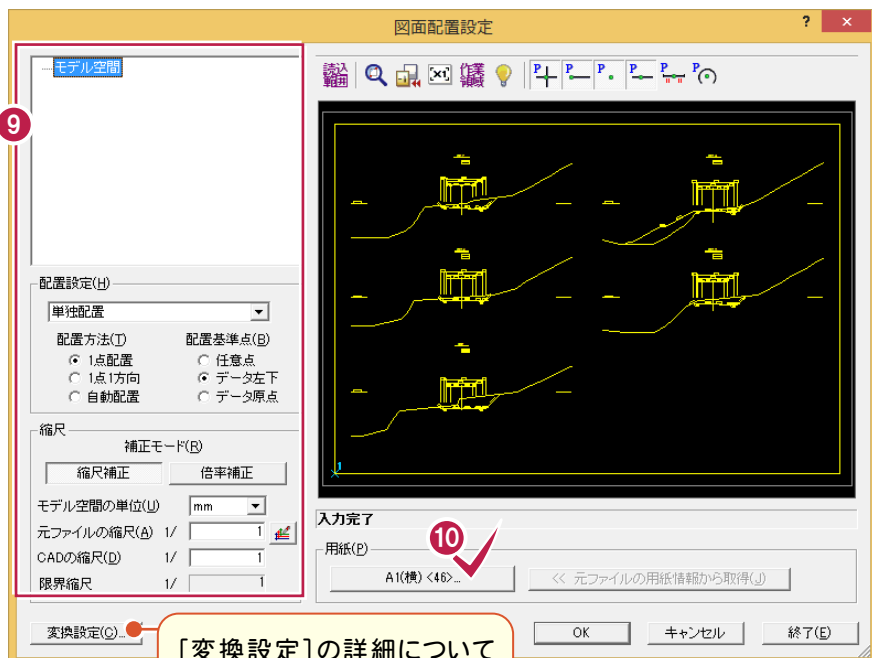 図面配置設定
?
×
9
モデル空間
読込範囲
×1
作業領域
P
P
P
P
P
P
配置設定(H)
単独配置
配置方法(T)
配置基準点(B)
1点配置
任意点
1点1方向
データ左下
自動配置
データ原点
縮尺
補正モード(R)
縮尺補正
倍率補正
モデル空間の単位(U)
mm
元ファイルの縮尺(A) 1/ 1
CADの縮尺(D) 1/ 1
限界縮尺 1/ 1
1
入力完了
10
用紙(P)
A1(横) <46>...
<< 元ファイルの用紙情報から取得(J)
変換設定(C)...
OK
キャンセル
終了(E)
[変換設定]の詳細について